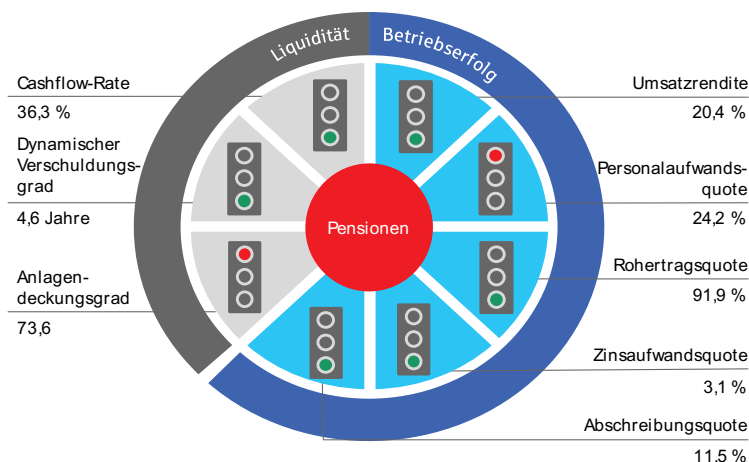 Liquidität
Betriebserfolg
Cashflow-Rate
36,3 %
Dynamischer
Verschuldungs-
grad
4,6 Jahre
Anlagen-
deckungsgrad
73,6
Pensionen
Umsatzrendite
20,4 %
Personalaufwands-
quote
24,2 %
Rohertragsquote
91,9 %
Zinsaufwandsquote
3,1 %
Abschreibungsquote
11,5 %